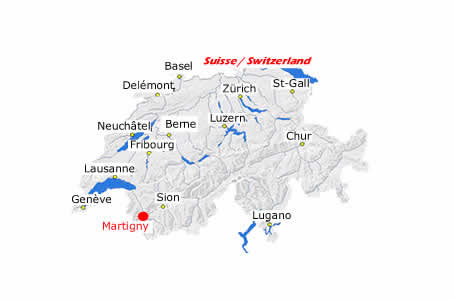 Suisse / Switzerland
Basel
Delémont
Zürich
St-Gall
Neuchâtel
Berne
Luzern
Fribourg
Chur
Lausanne
Genève
Sion
Lugano
Martigny